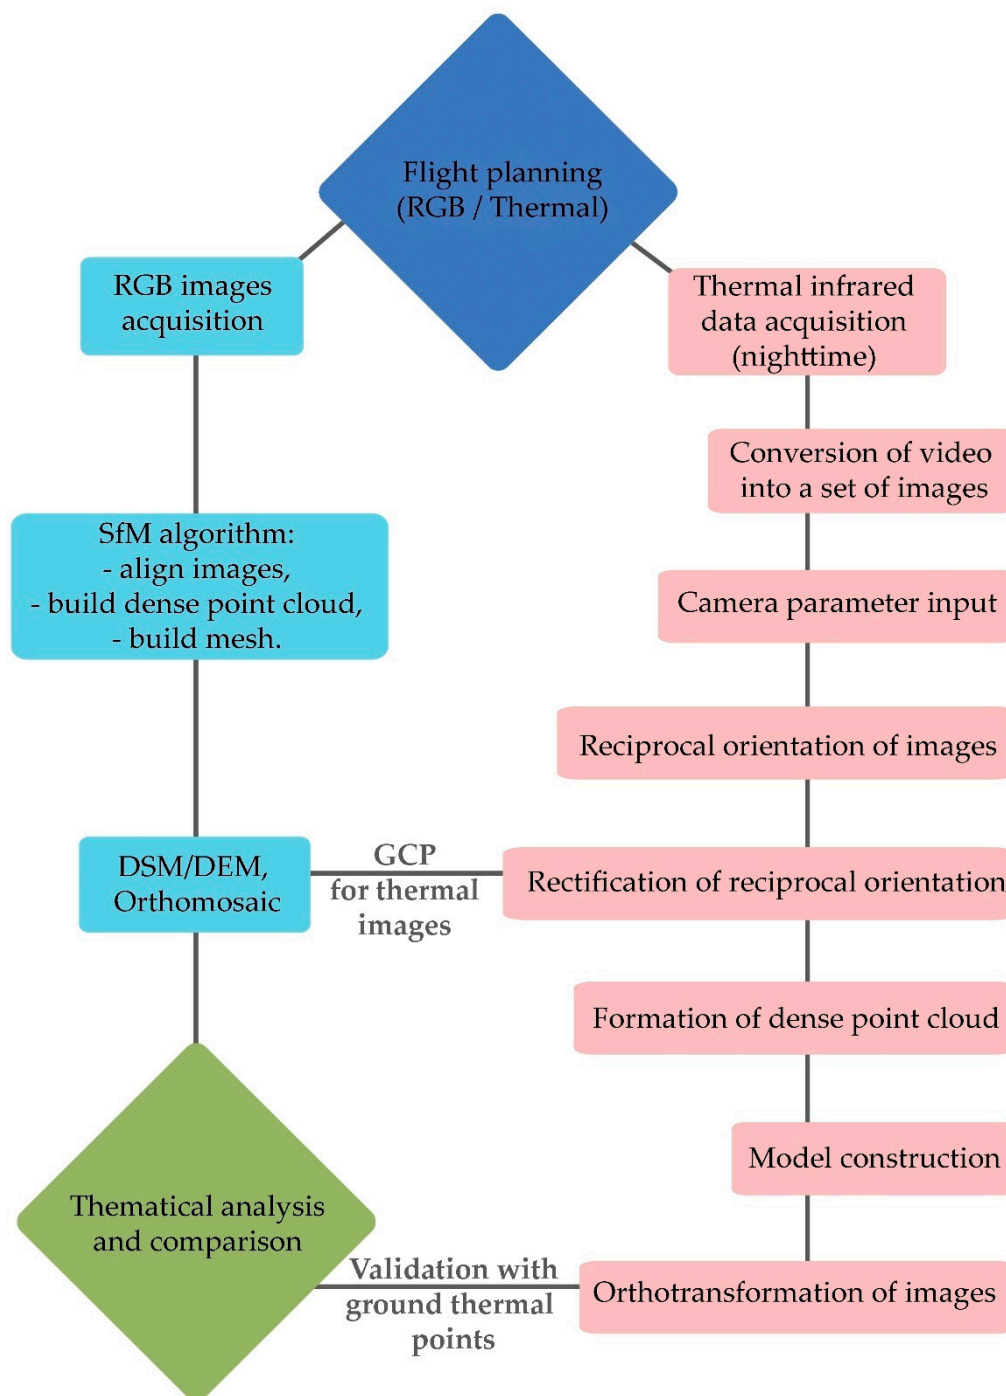 Flight planning
(RGB / Thermal)
RGB images
acquisition
Thermal infrared
data acquisition
(nighttime)
Conversion of video
into a set of images
SfM algorithm:
- align images,
- build dense point cloud,
- build mesh.
Camera parameter input
Reciprocal orientation of images
DSM/DEM,
Orthomosaic
GCP
for thermal
images
Rectification of reciprocal orientation
Formation of dense point cloud
Model construction
Thematical analysis
and comparison
Validation with
ground thermal
points
Orthotransformation of images